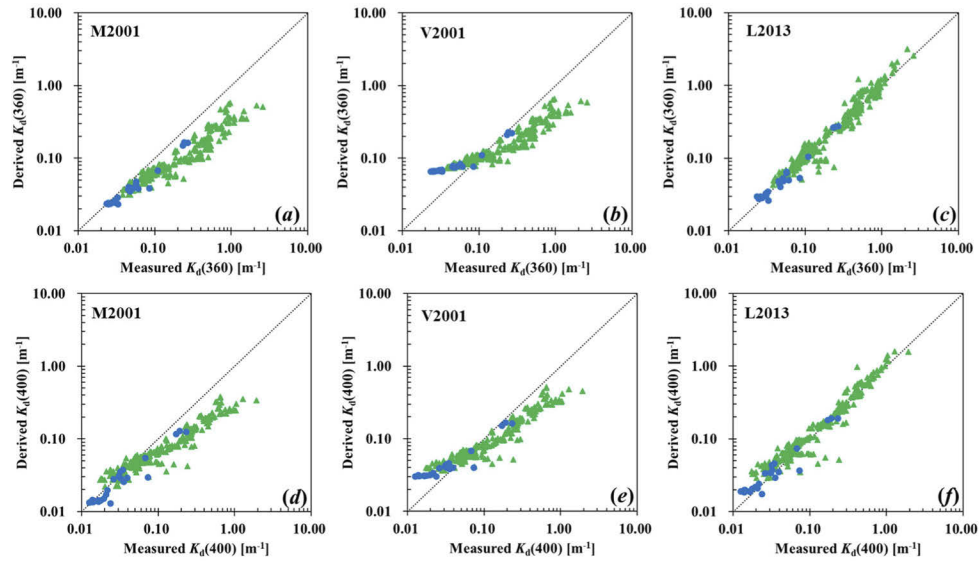 M2001
10.00
1.00
0.10
0.01
Derived Kd(360) [m-1]
(a)
0.01 0.10 1.00 10.00
Measured Kd(360) [m-1]
V2001
10.00
1.00
0.10
0.01
Derived Kd(360) [m-1]
(b)
0.01 0.10 1.00 10.00
Measured Kd(360) [m-1]
L2013
10.00
1.00
0.10
0.01
Derived Kd(360) [m-1]
(c)
0.01 0.10 1.00 10.00
Measured Kd(360) [m-1]
M2001
10.00
1.00
0.10
0.01
Derived Kd(400) [m-1]
(d)
0.01 0.10 1.00 10.00
Measured Kd(400) [m-1]
V2001
10.00
1.00
0.10
0.01
Derived Kd(400) [m-1]
(e)
0.01 0.10 1.00 10.00
Measured Kd(400) [m-1]
L2013
10.00
1.00
0.10
0.01
Derived Kd(400) [m-1]
(f)
0.01 0.10 1.00 10.00
Measured Kd(400) [m-1]